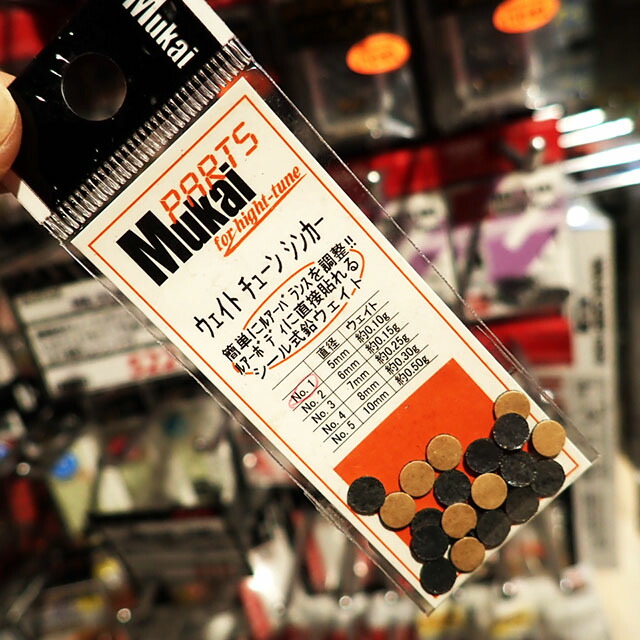 Mukai
PARTS
Mukai
for hight-tune
ウェイト チューン シンカー
簡単にルアーバランスを調整!!
ルアーボディに直接貼れる
シール式鉛ウェイト
直径 ウエイト
No. 1 5mm 約0.10g
No. 2 6mm 約0.15g
No. 3 7mm 約0.25g
No. 4 8mm 約0.30g
No. 5 10mm 約0.50g